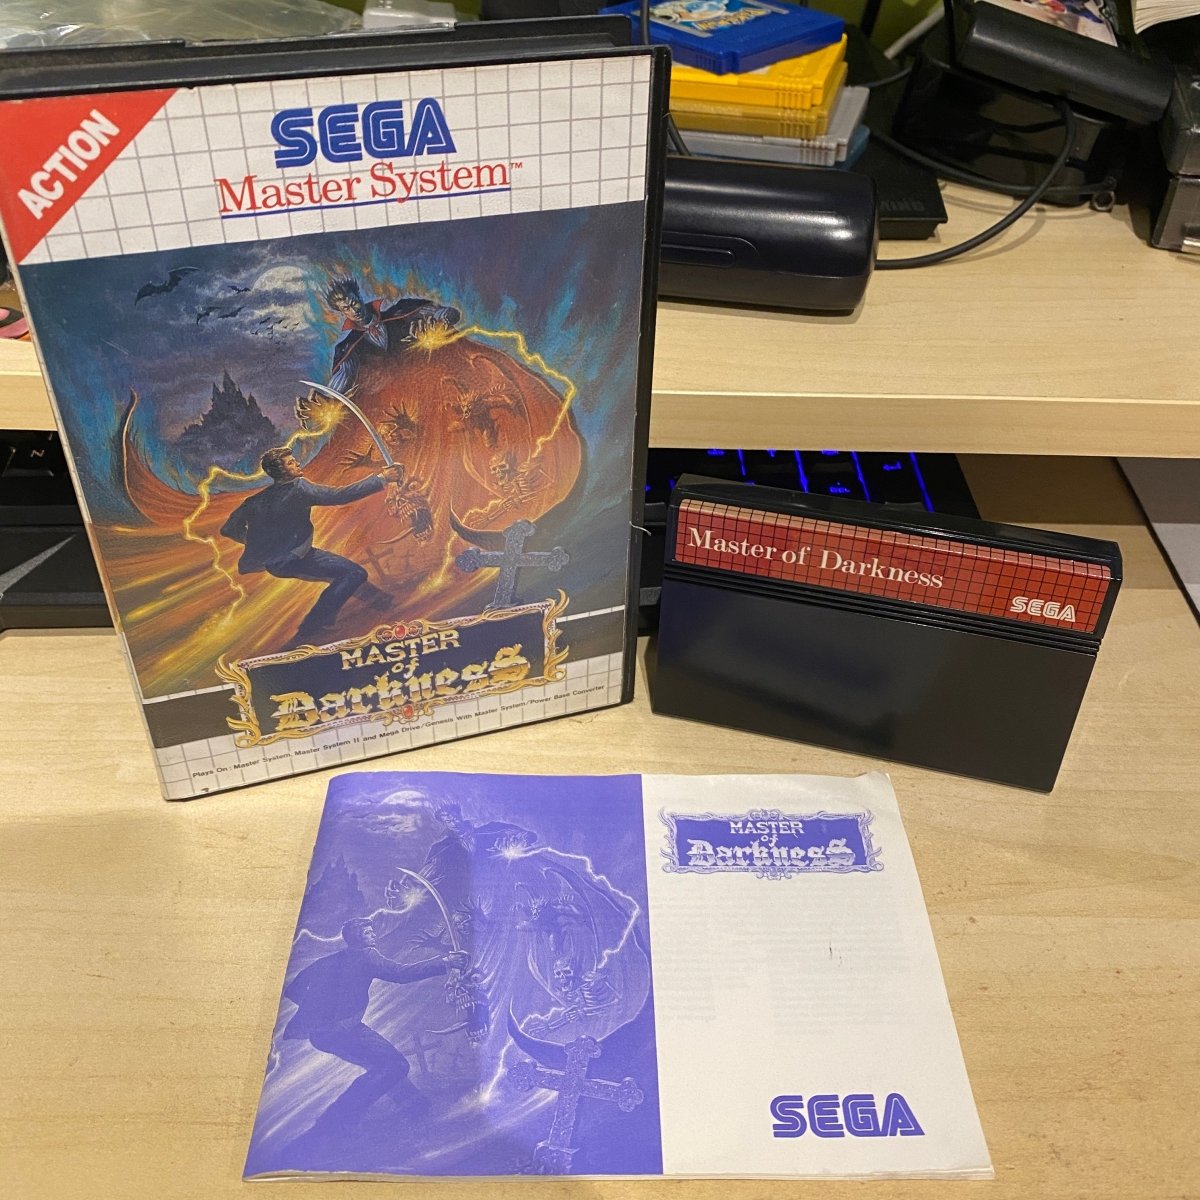 ACTION
SEGA
Master System™
MASTER
of
Darkness
Plays On: Master System, Master System II and Mega Drive/Genesis With Master System/Power Base Converter
Master of Darkness
SEGA
MASTER
of
Darkness
SEGA